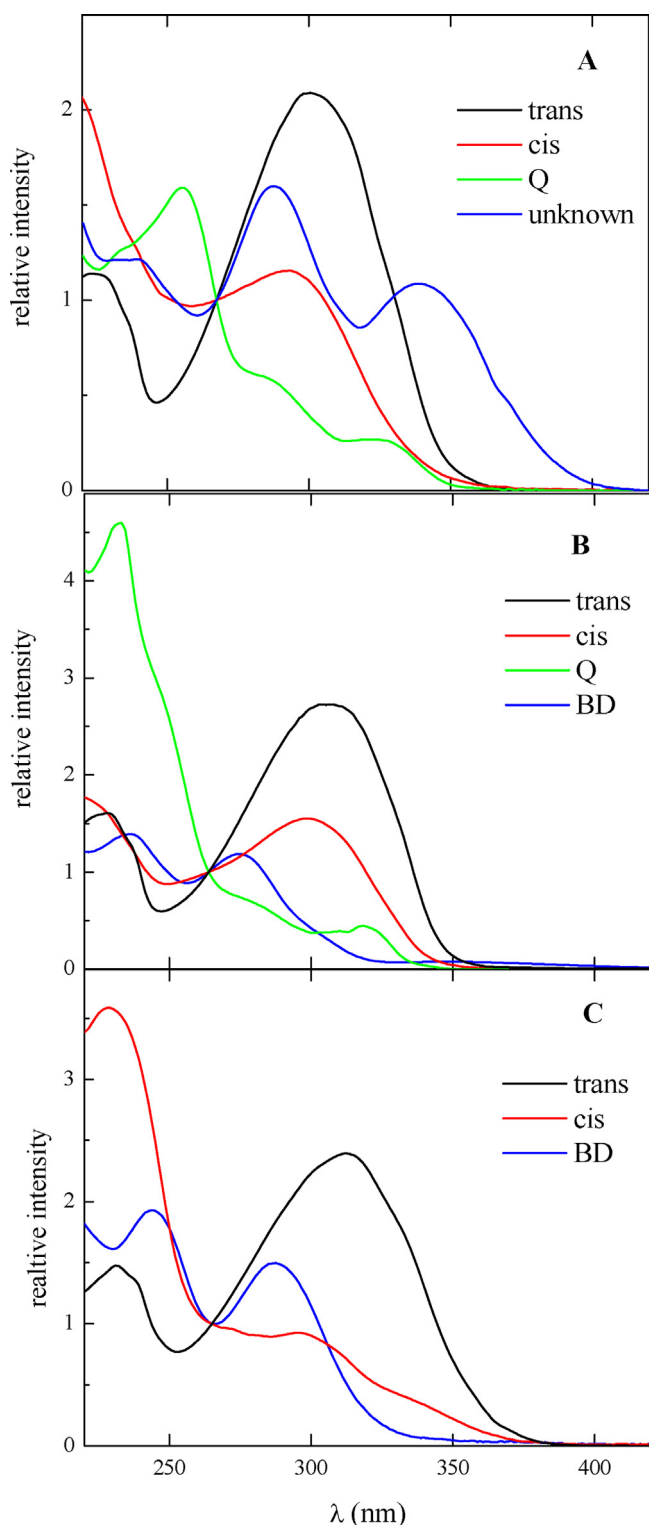 A
trans
cis
Q
unknown
relative intensity
2
1
0
B
trans
cis
Q
BD
relative intensity
4
3
2
1
0
C
trans
cis
BD
realtive intensity
3
2
1
0
250 300 350 400
λ (nm)